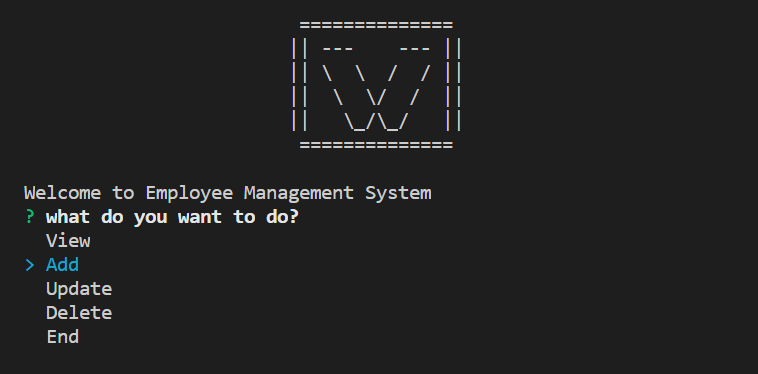 ==============
|| ---    --- ||
|| \  \  /  / ||
||  \  \/  /  ||
||   \_/\_/   ||
==============
Welcome to Employee Management System
? what do you want to do?
View
> Add
Update
Delete
End